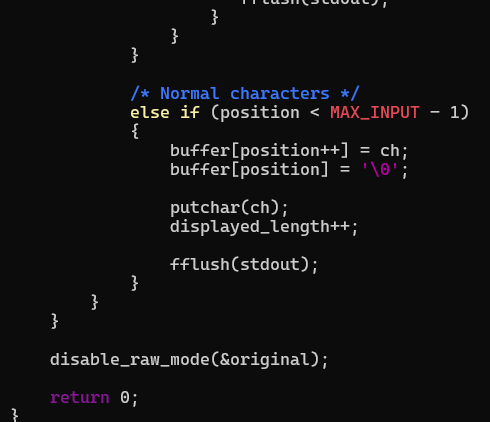 fflush(stdout);
}
}
}
/* Normal characters */
else if (position < MAX_INPUT - 1)
{
buffer[position++] = ch;
buffer[position] = '\0';
putchar(ch);
displayed_length++;
fflush(stdout);
}
}
}
disable_raw_mode(&original);
return 0;
}